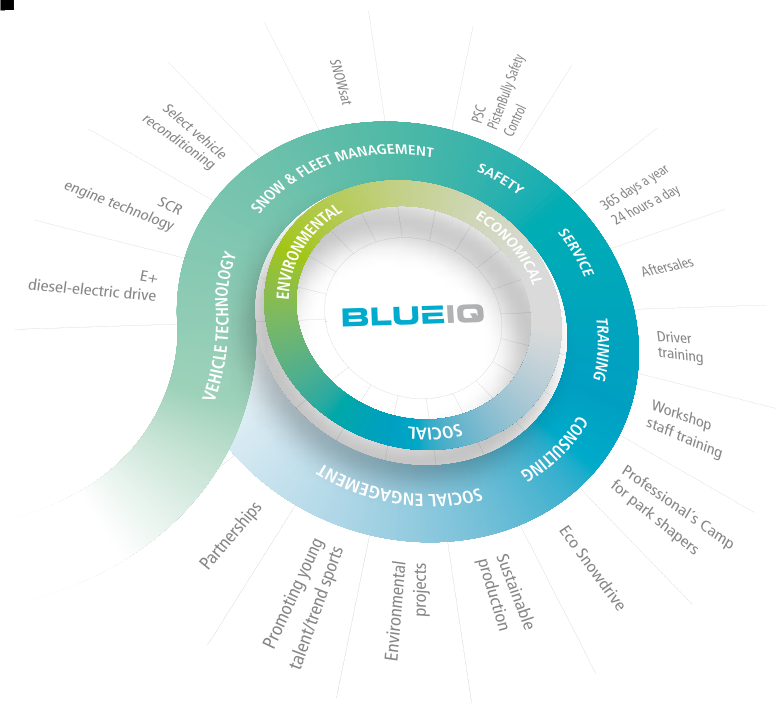 BLUEIQ
ENVIRONMENTAL
ECONOMICAL
SOCIAL
VEHICLE TECHNOLOGY
SNOW & FLEET MANAGEMENT
SAFETY
SERVICE
TRAINING
CONSULTING
SOCIAL ENGAGEMENT
E+
diesel-electric drive
SCR
engine technology
Select vehicle
reconditioning
SNOWsat
PSC
PistenBully Safety
Control
365 days a year
24 hours a day
Aftersales
Driver
training
Workshop
staff training
Professional´s Camp
for park shapers
Eco Snowdrive
Sustainable
production
Environmental
projects
Promoting young
talent/trend sports
Partnerships